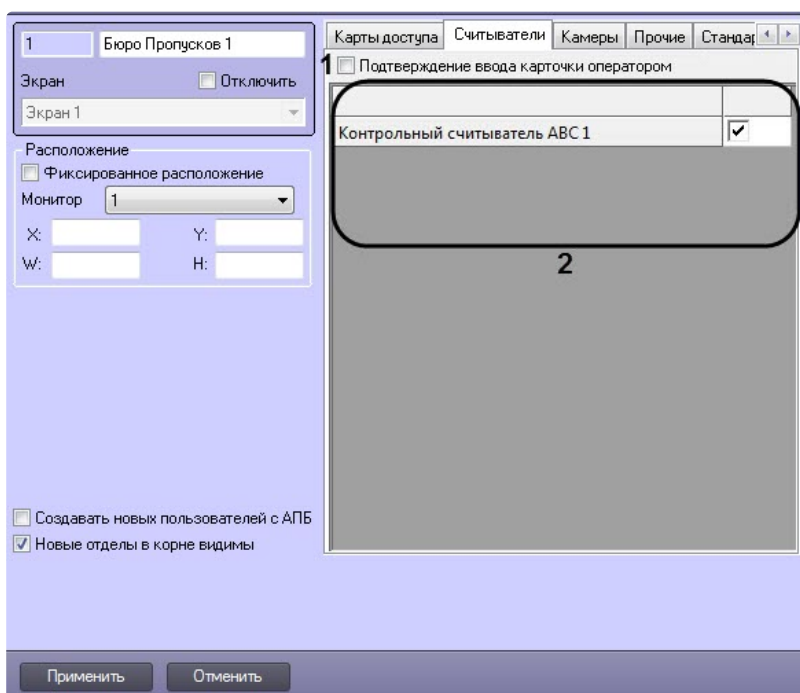 1 Бюро Пропусков 1
Экран Отключить
Экран 1
Расположение
Фиксированное расположение
Монитор 1
X: Y:
W: H:
Создавать новых пользователей с АПБ
Новые отделы в корне видимы
Карты доступа Считыватели Камеры Прочие Стандар
1 Подтверждение ввода карточки оператором
Контрольный считыватель ABC 1
2
Применить Отменить